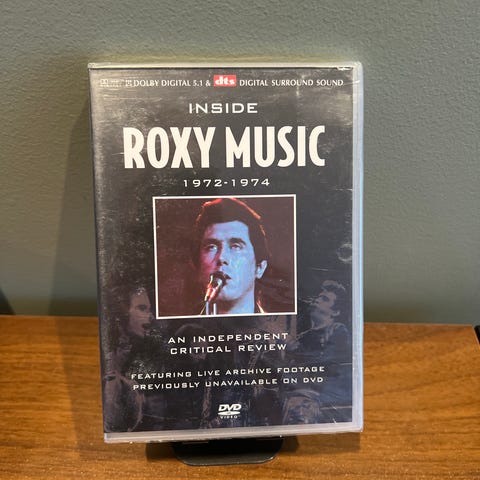 DOLBY DIGITAL 5.1 & dts DIGITAL SURROUND SOUND
INSIDE
ROXY MUSIC
1972-1974
AN INDEPENDENT
CRITICAL REVIEW
FEATURING LIVE ARCHIVE FOOTAGE
PREVIOUSLY UNAVAILABLE ON DVD
DVD
VIDEO